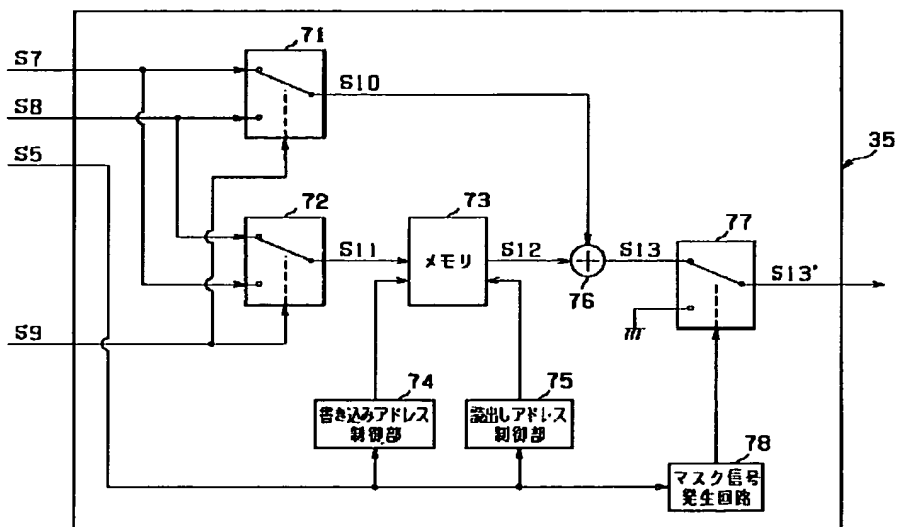 71
S7
S10
S8
S5
35
72
73
77
S11
メモリ
S12
S13
S13'
76
S9
74
75
書き込みアドレス
制御部
読出しアドレス
制御部
78
マスク信号
発生回路